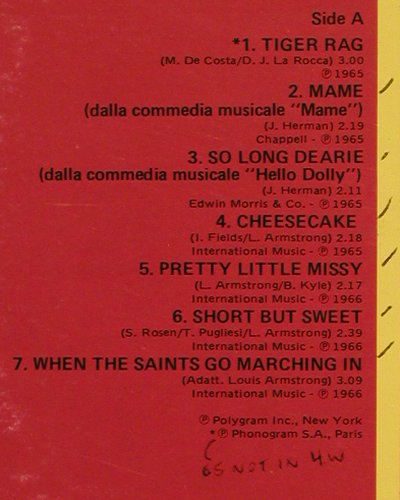 Side A
*1. TIGER RAG
(M. De Costa/D. J. La Rocca) 3.00
℗ 1965
2. MAME
(dalla commedia musicale "Mame")
(J. Herman) 2.19
Chappell - ℗ 1965
3. SO LONG DEARIE
(dalla commedia musicale "Hello Dolly")
(J. Herman) 2.11
Edwin Morris & Co. - ℗ 1965
4. CHEESECAKE
(I. Fields/L. Armstrong) 2.18
International Music - ℗ 1965
5. PRETTY LITTLE MISSY
(L. Armstrong/B. Kyle) 2.17
International Music - ℗ 1966
6. SHORT BUT SWEET
(S. Rosen/T. Pugliesi/L. Armstrong) 2.39
International Music - ℗ 1966
7. WHEN THE SAINTS GO MARCHING IN
(Adatt. Louis Armstrong) 3.09
International Music - ℗ 1966
℗ Polygram Inc., New York
*℗ Phonogram S.A., Paris
NOT IN HW